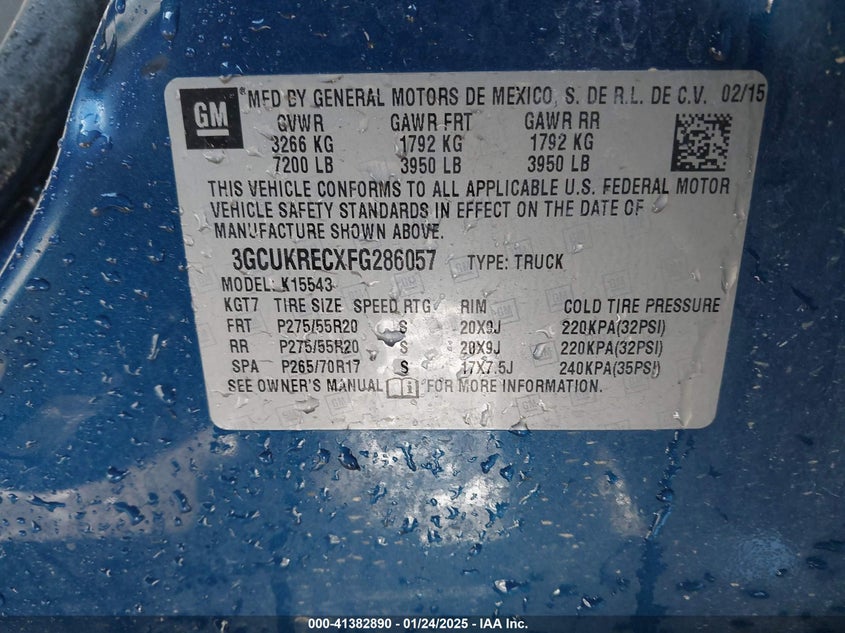 GM ® MFD BY GENERAL MOTORS DE MEXICO, S. DE R.L. DE C.V. 02/15
GVWR GAWR FRT GAWR RR
3266 KG 1792 KG 1792 KG
7200 LB 3950 LB 3950 LB
THIS VEHICLE CONFORMS TO ALL APPLICABLE U.S. FEDERAL MOTOR
VEHICLE SAFETY STANDARDS IN EFFECT ON THE DATE OF
MANUFACTURE SHOWN ABOVE.
3GCUKRECXFG286057 TYPE: TRUCK
MODEL: K15543
KGT7 TIRE SIZE SPEED RTG RIM COLD TIRE PRESSURE
FRT P275/55R20 S 20X9J 220KPA(32PSI)
RR P275/55R20 S 20X9J 220KPA(32PSI)
SPA P265/70R17 S 17X7.5J 240KPA(35PSI)
SEE OWNER'S MANUAL FOR MORE INFORMATION.
000-41382890 - 01/24/2025 - IAA Inc.